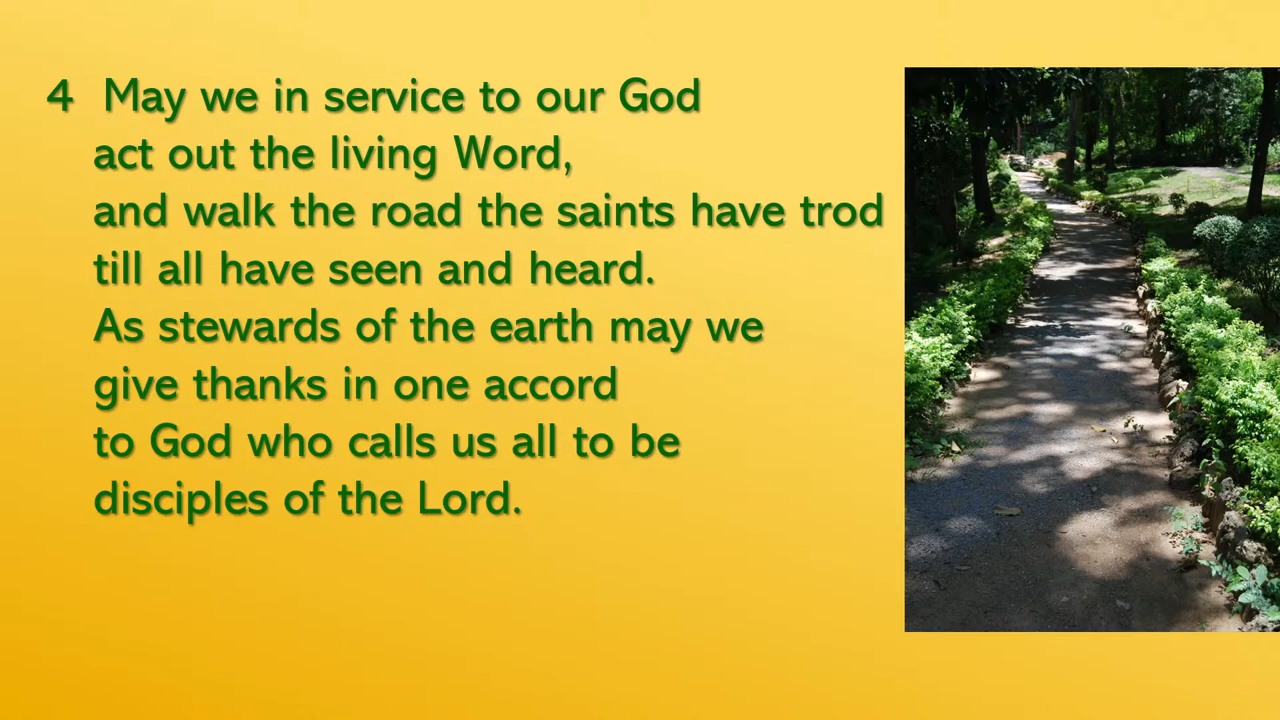 4 May we in service to our God
act out the living Word,
and walk the road the saints have trod
till all have seen and heard.
As stewards of the earth may we
give thanks in one accord
to God who calls us all to be
disciples of the Lord.